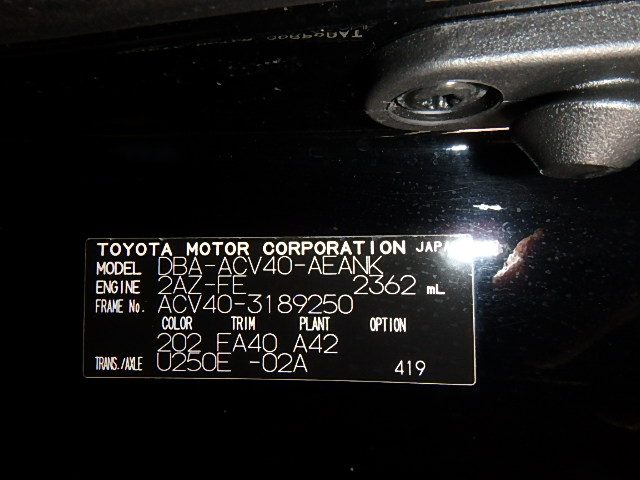 TOYOTA MOTOR CORPORATION JAPAN
MODEL DBA-ACV40-AEANK
ENGINE 2AZ-FE 2362 mL
FRAME No. ACV40-3189250
COLOR TRIM PLANT OPTION
202 FA40 A42
TRANS./AXLE U250E -02A 419